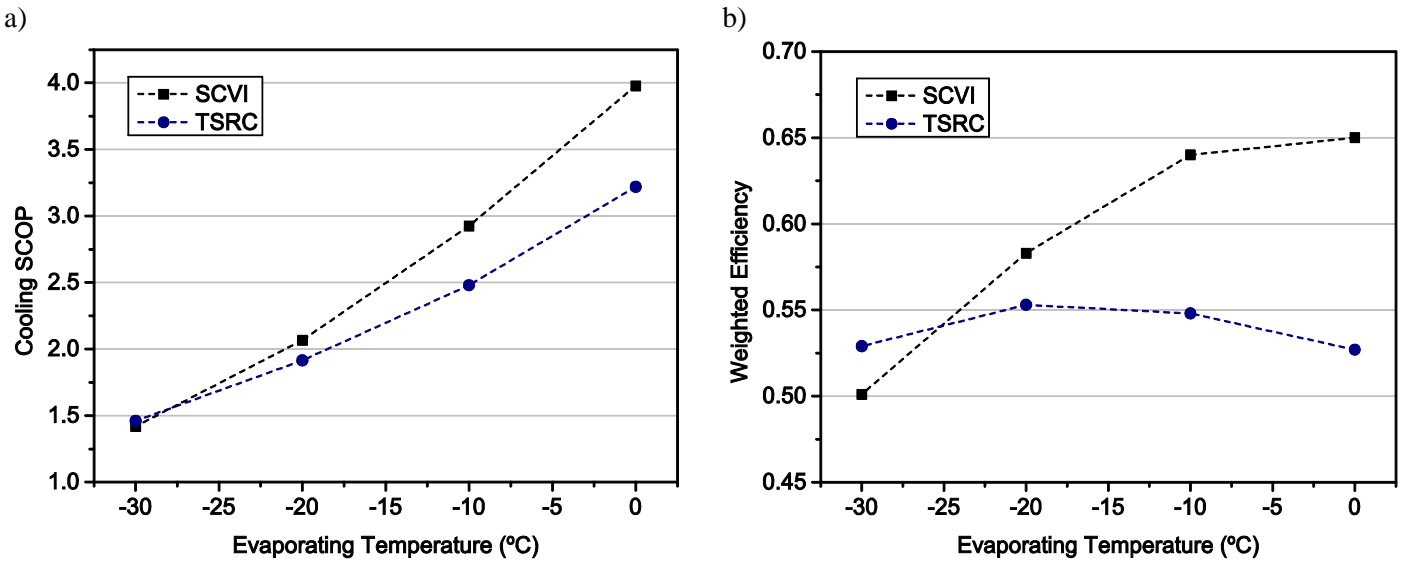 a)
4.0
3.5
3.0
2.5
2.0
1.5
1.0
Cooling SCOP
SCVI
TSRC
-30 -25 -20 -15 -10 -5 0
Evaporating Temperature (ºC)
b)
0.70
0.65
0.60
0.55
0.50
0.45
Weighted Efficiency
SCVI
TSRC
-30 -25 -20 -15 -10 -5 0
Evaporating Temperature (ºC)